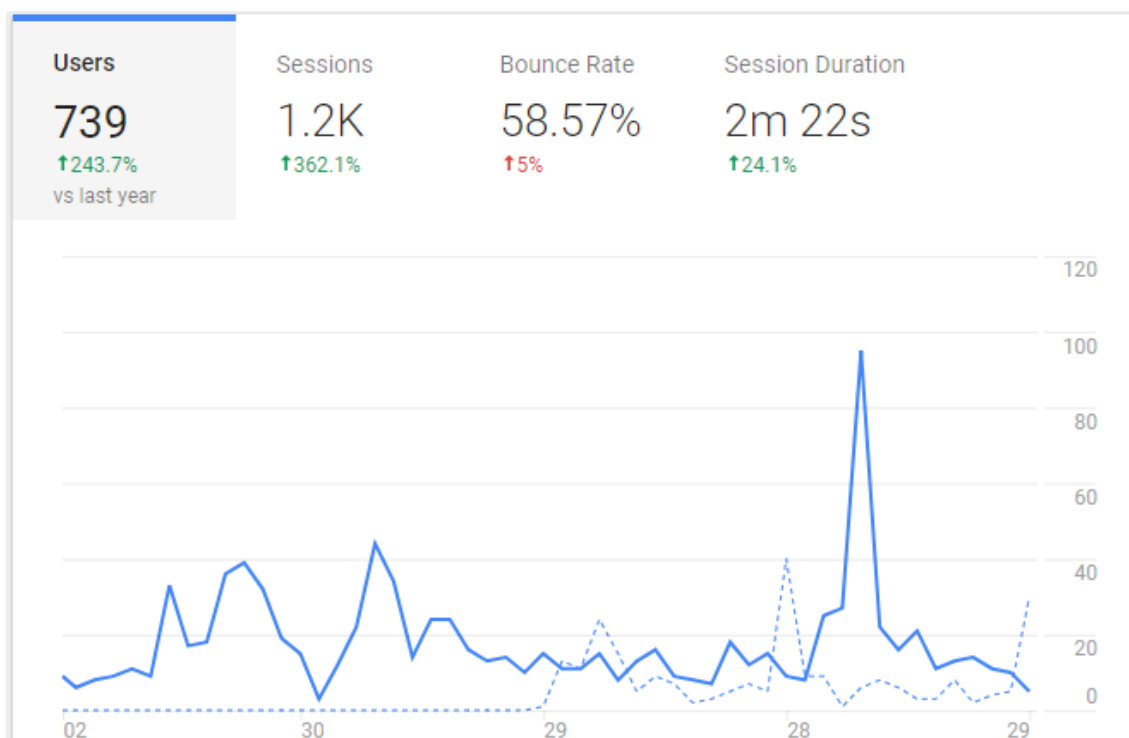 Users
739
↑243.7%
vs last year
Sessions
1.2K
↑362.1%
Bounce Rate
58.57%
↑5%
Session Duration
2m 22s
↑24.1%
120
100
80
60
40
20
0
02 30 29 28 29